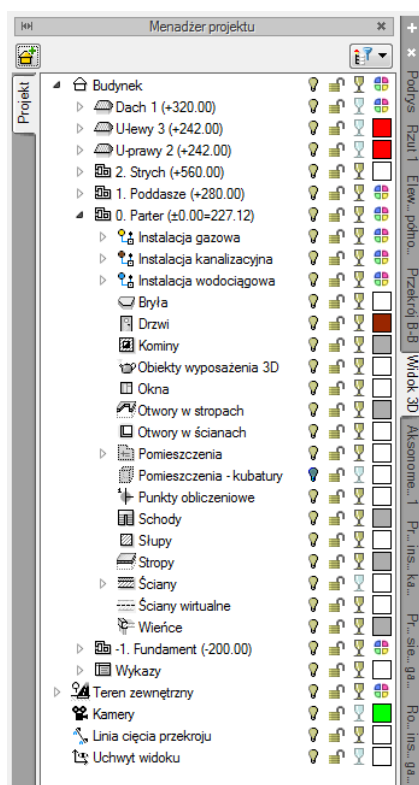 Menadżer projektu
Projekt
Budynek
Dach 1 (+320.00)
U-lewy 3 (+242.00)
U-prawy 2 (+242.00)
2. Strych (+560.00)
1. Poddasze (+280.00)
0. Parter (±0.00=227.12)
Instalacja gazowa
Instalacja kanalizacyjna
Instalacja wodociągowa
Bryła
Drzwi
Kominy
Obiekty wyposażenia 3D
Okna
Otwory w stropach
Otwory w ścianach
Pomieszczenia
Pomieszczenia - kubatury
Punkty obliczeniowe
Schody
Słupy
Stropy
Ściany
Ściany wirtualne
Wieńce
-1. Fundament (-200.00)
Wykazy
Teren zewnętrzny
Kamery
Linia cięcia przekroju
Uchwyt widoku
Podrys
Rzut 1
Elew... półno...
Przekrój B-B
Widok 3D
Aksonome... 1
Pr... ins... ka...
Pr... sie... ga...
Ro... ins... ga...